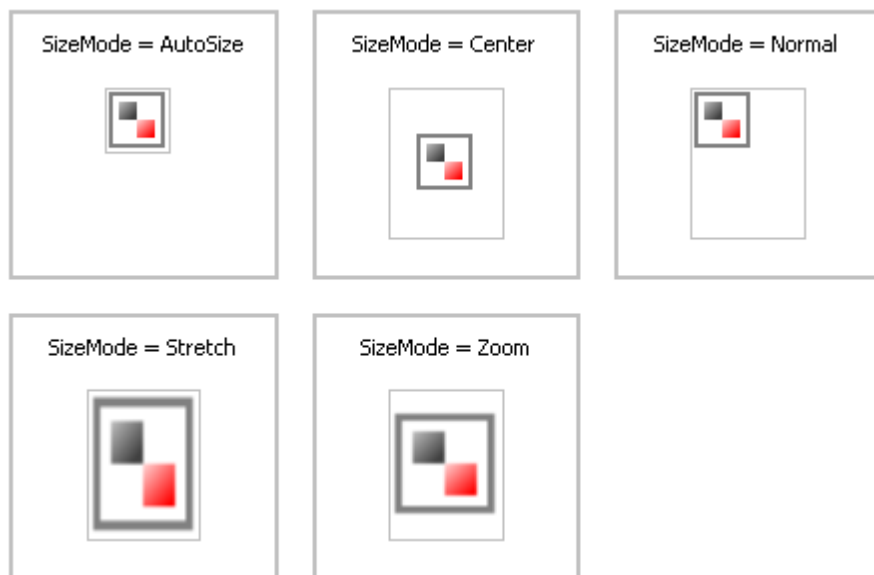 SizeMode = AutoSize
SizeMode = Center
SizeMode = Normal
SizeMode = Stretch
SizeMode = Zoom